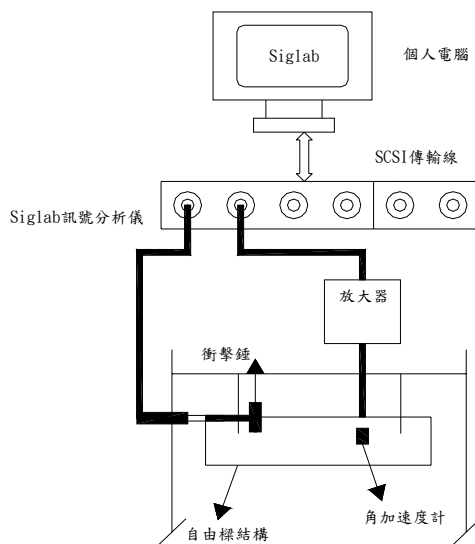 Siglab
個人電腦
SCSI傳輸線
Siglab訊號分析儀
放大器
衝擊錘
角加速度計
自由樑結構